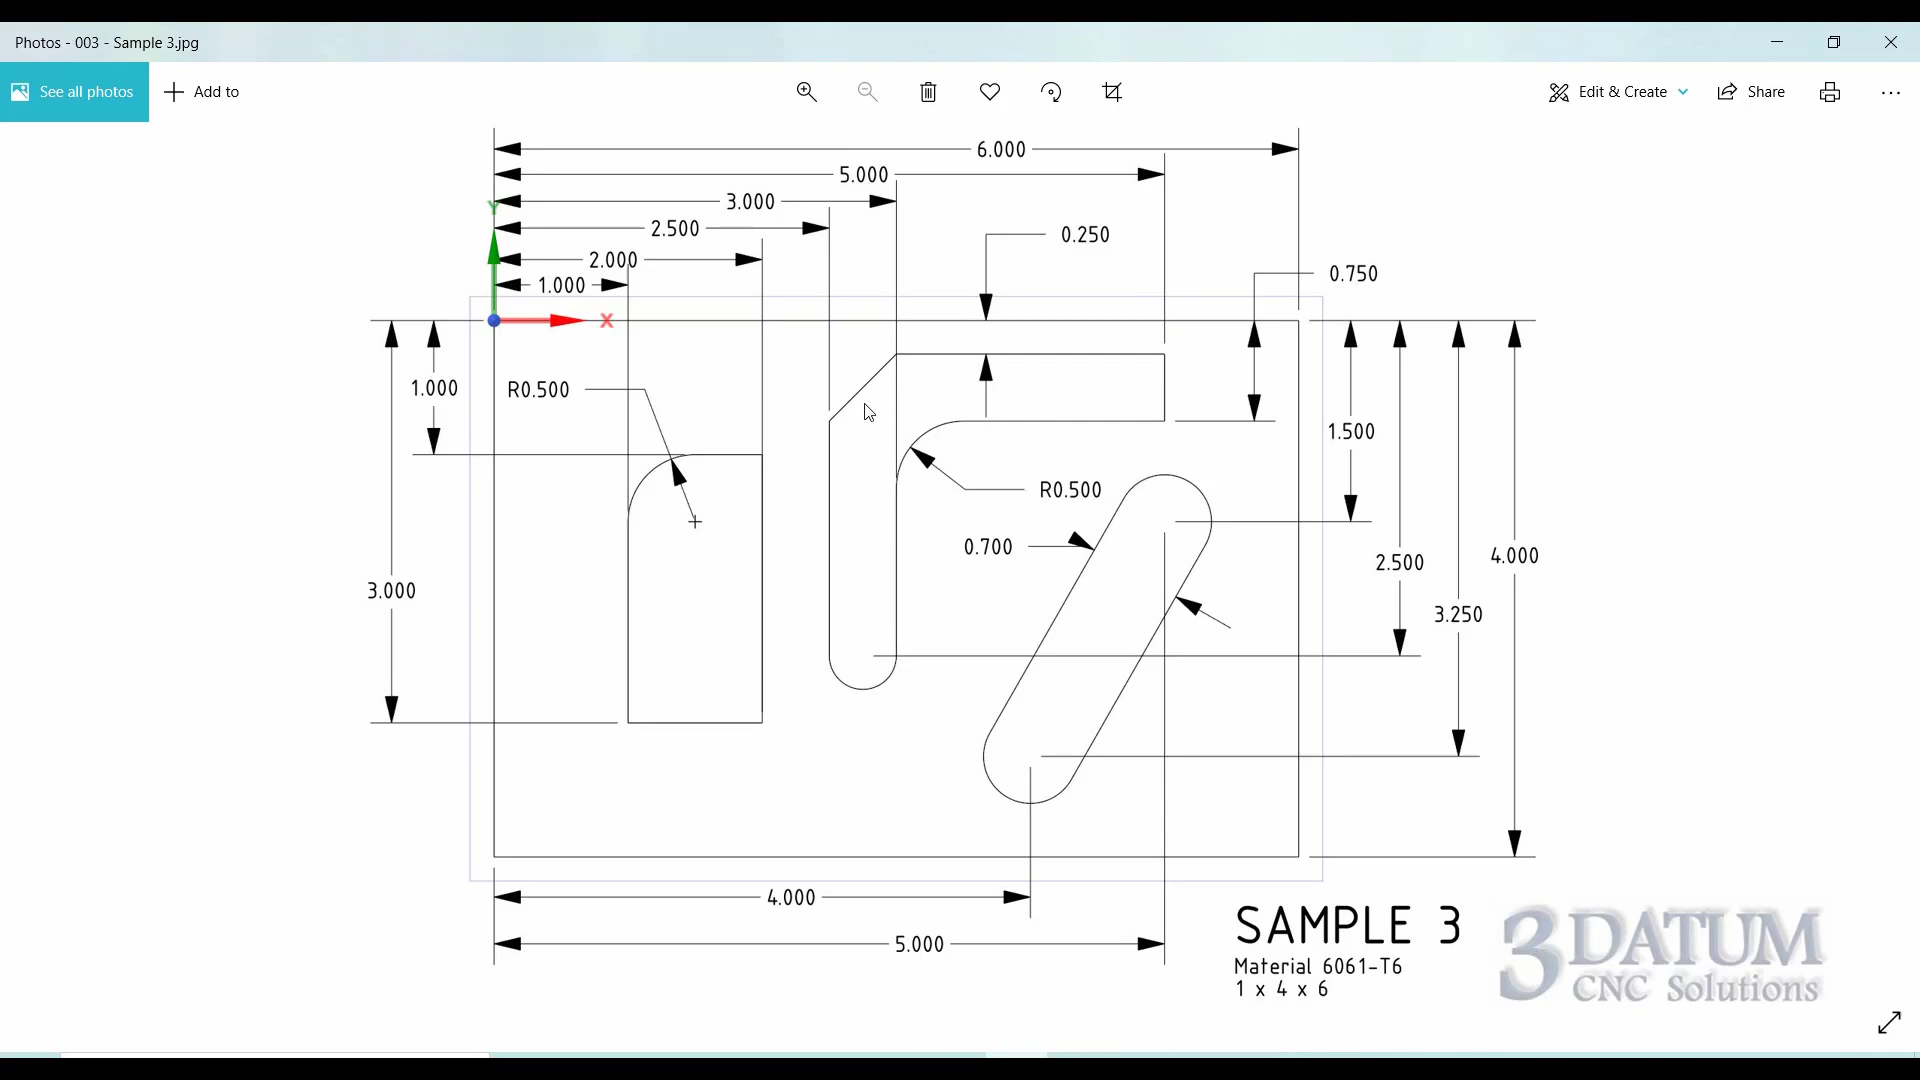 Photos - 003 - Sample 3.jpg
See all photos
Add to
Edit & Create
Share
6.000
5.000
3.000
2.500
2.000
1.000
Y
X
0.250
0.750
1.000
R0.500
1.500
R0.500
0.700
2.500
4.000
3.000
3.250
4.000
5.000
SAMPLE 3
Material 6061-T6
1 x 4 x 6
3DATUM
CNC Solutions